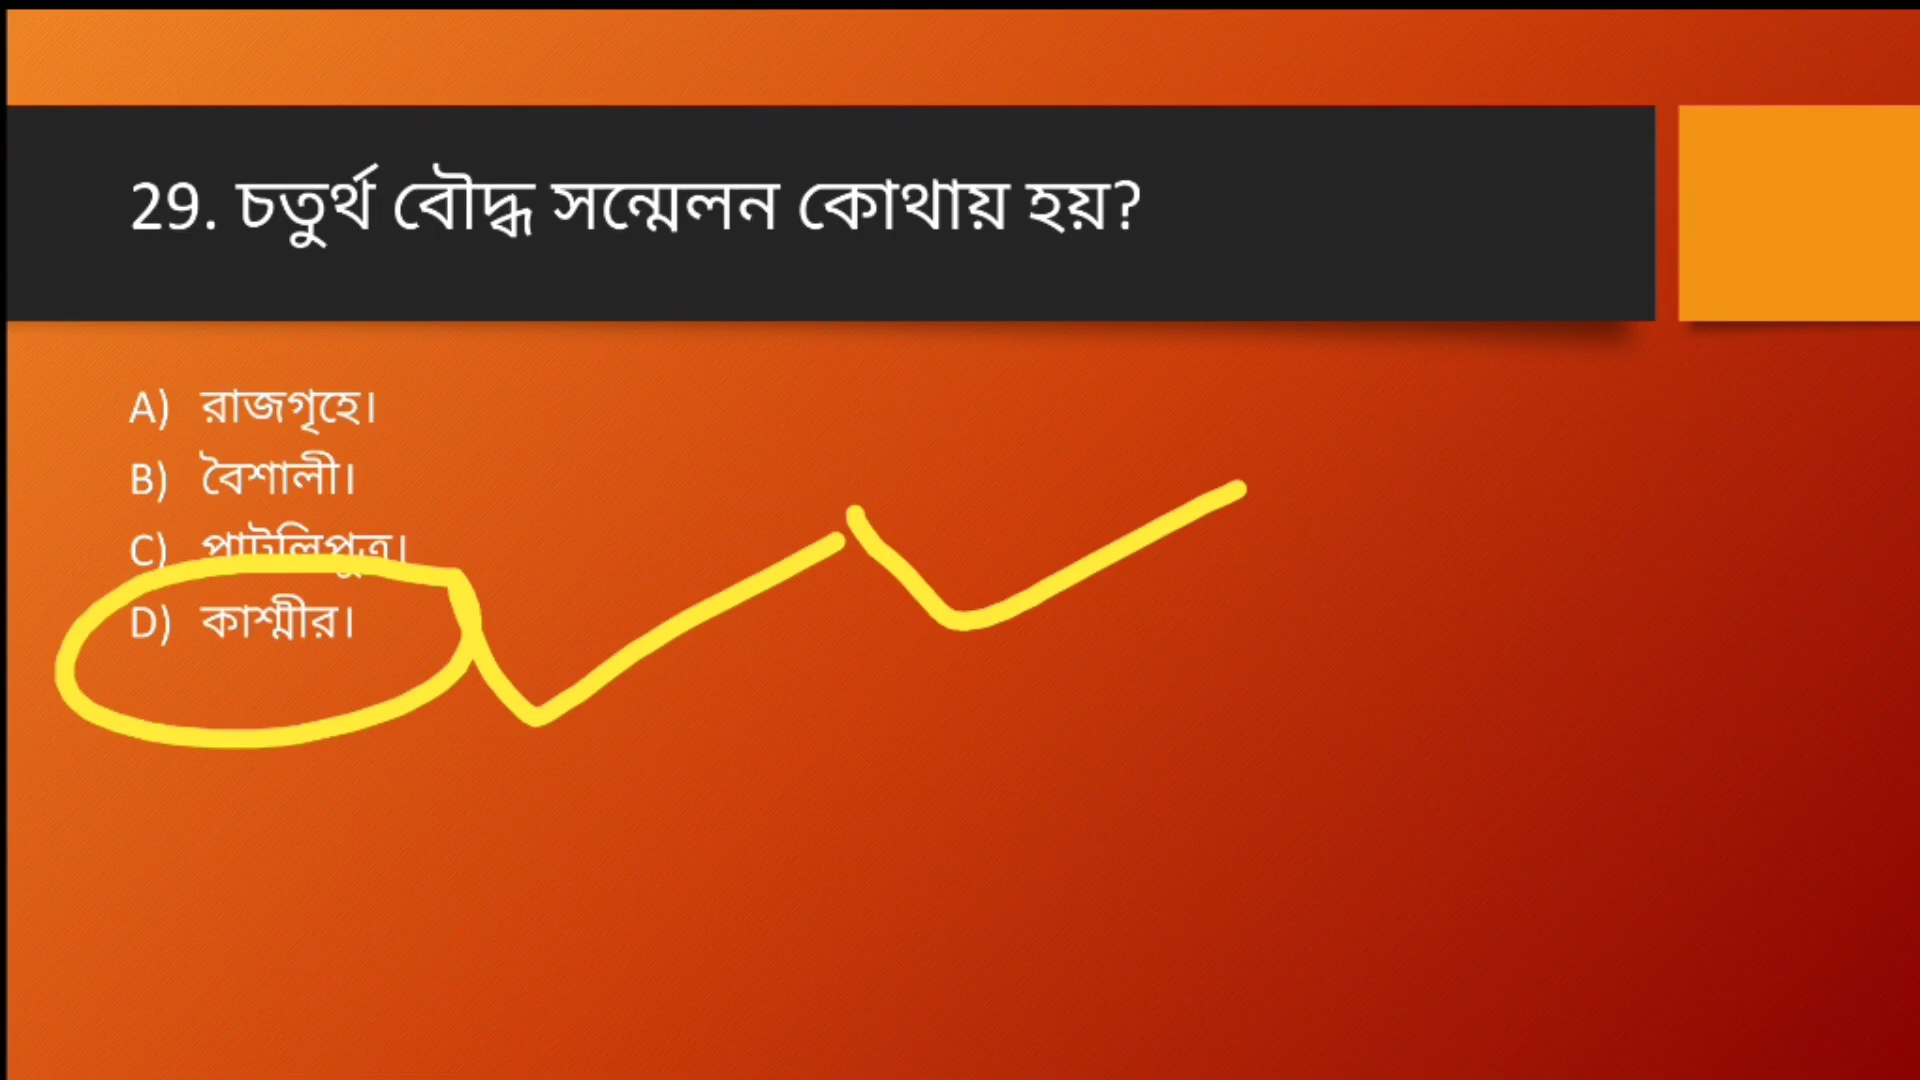 29. চতুর্থ বৌদ্ধ সন্মেলন কোথায় হয়?
A) রাজগৃহে।
B) বৈশালী।
C) পাটলিপুত্র।
D) কাশ্মীর।